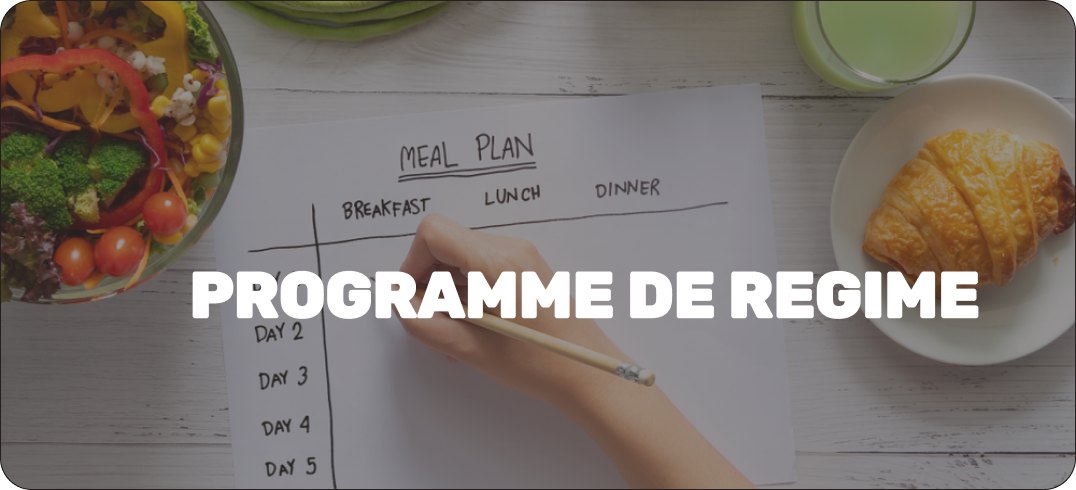 MEAL PLAN
BREAKFAST LUNCH DINNER
PROGRAMME DE REGIME
DAY 2
DAY 3
DAY 4
DAY 5